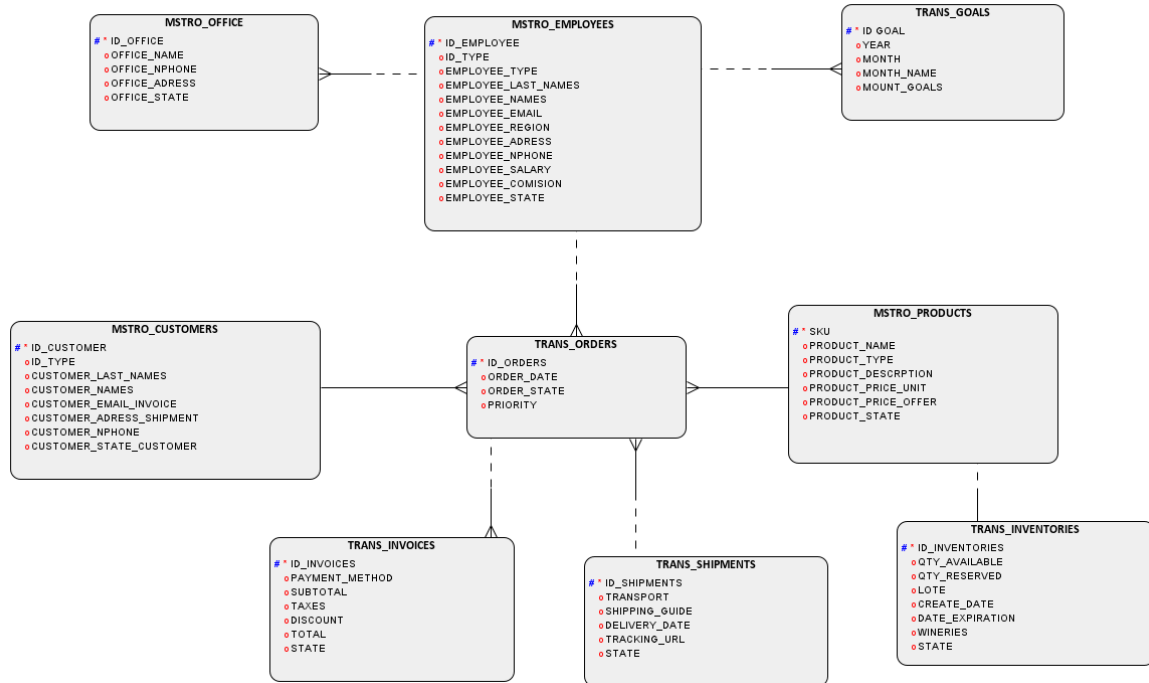 MSTRO_OFFICE
# * ID_OFFICE
o OFFICE_NAME
o OFFICE_NPHONE
o OFFICE_ADRESS
o OFFICE_STATE
MSTRO_EMPLOYEES
# * ID_EMPLOYEE
o ID_TYPE
o EMPLOYEE_TYPE
o EMPLOYEE_LAST_NAMES
o EMPLOYEE_NAMES
o EMPLOYEE_EMAIL
o EMPLOYEE_REGION
o EMPLOYEE_ADRESS
o EMPLOYEE_NPHONE
o EMPLOYEE_SALARY
o EMPLOYEE_COMISION
o EMPLOYEE_STATE
TRANS_GOALS
# * ID GOAL
o YEAR
o MONTH
o MONTH_NAME
o MOUNT_GOALS
MSTRO_CUSTOMERS
# * ID_CUSTOMER
o ID_TYPE
o CUSTOMER_LAST_NAMES
o CUSTOMER_NAMES
o CUSTOMER_EMAIL_INVOICE
o CUSTOMER_ADRESS_SHIPMENT
o CUSTOMER_NPHONE
o CUSTOMER_STATE_CUSTOMER
TRANS_ORDERS
# * ID_ORDERS
o ORDER_DATE
o ORDER_STATE
o PRIORITY
MSTRO_PRODUCTS
# * SKU
o PRODUCT_NAME
o PRODUCT_TYPE
o PRODUCT_DESCRPTION
o PRODUCT_PRICE_UNIT
o PRODUCT_PRICE_OFFER
o PRODUCT_STATE
TRANS_INVOICES
# * ID_INVOICES
o PAYMENT_METHOD
o SUBTOTAL
o TAXES
o DISCOUNT
o TOTAL
o STATE
TRANS_SHIPMENTS
# * ID_SHIPMENTS
o TRANSPORT
o SHIPPING_GUIDE
o DELIVERY_DATE
o TRACKING_URL
o STATE
TRANS_INVENTORIES
# * ID_INVENTORIES
o QTY_AVAILABLE
o QTY_RESERVED
o LOTE
o CREATE_DATE
o DATE_EXPIRATION
o WINERIES
o STATE